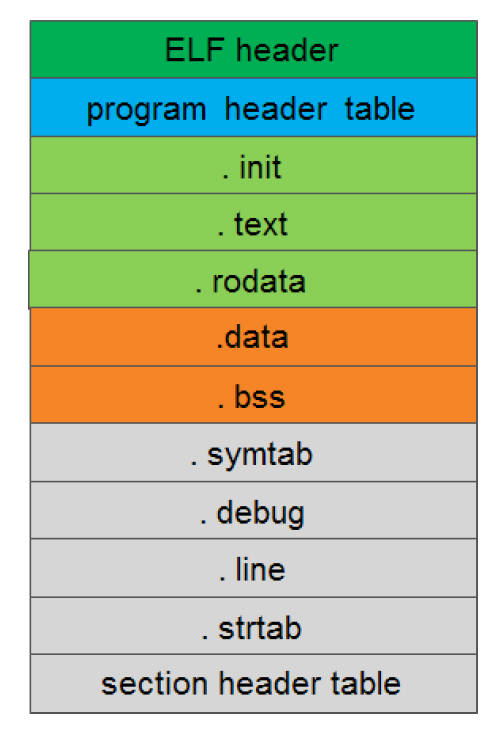 ELF header
program header table
. init
. text
. rodata
.data
. bss
. symtab
. debug
. line
. strtab
section header table